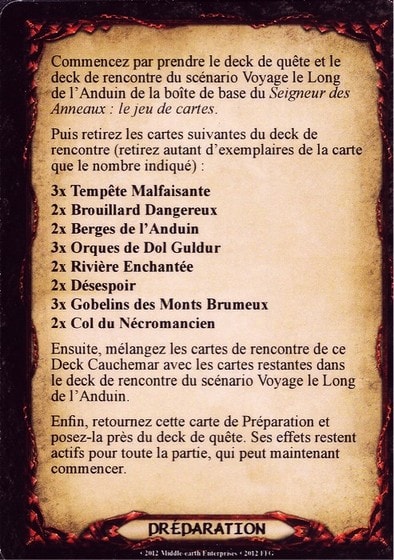 Commencez par prendre le deck de quête et le
deck de rencontre du scénario Voyage le Long
de l'Anduin de la boîte de base du Seigneur des
Anneaux : le jeu de cartes.
Puis retirez les cartes suivantes du deck de
rencontre (retirez autant d'exemplaires de la carte
que le nombre indiqué) :
3x Tempête Malfaisante
2x Brouillard Dangereux
2x Berges de l'Anduin
3x Orques de Dol Guldur
2x Rivière Enchantée
2x Désespoir
3x Gobelins des Monts Brumeux
2x Col du Nécromancien
Ensuite, mélangez les cartes de rencontre de ce
Deck Cauchemar avec les cartes restantes dans
le deck de rencontre du scénario Voyage le Long
de l'Anduin.
Enfin, retournez cette carte de Préparation et
posez-la près du deck de quête. Ses effets restent
actifs pour toute la partie, qui peut maintenant
commencer.
PRÉPARATION
• 2012 Middle-earth Enterprises • 2012 FFG